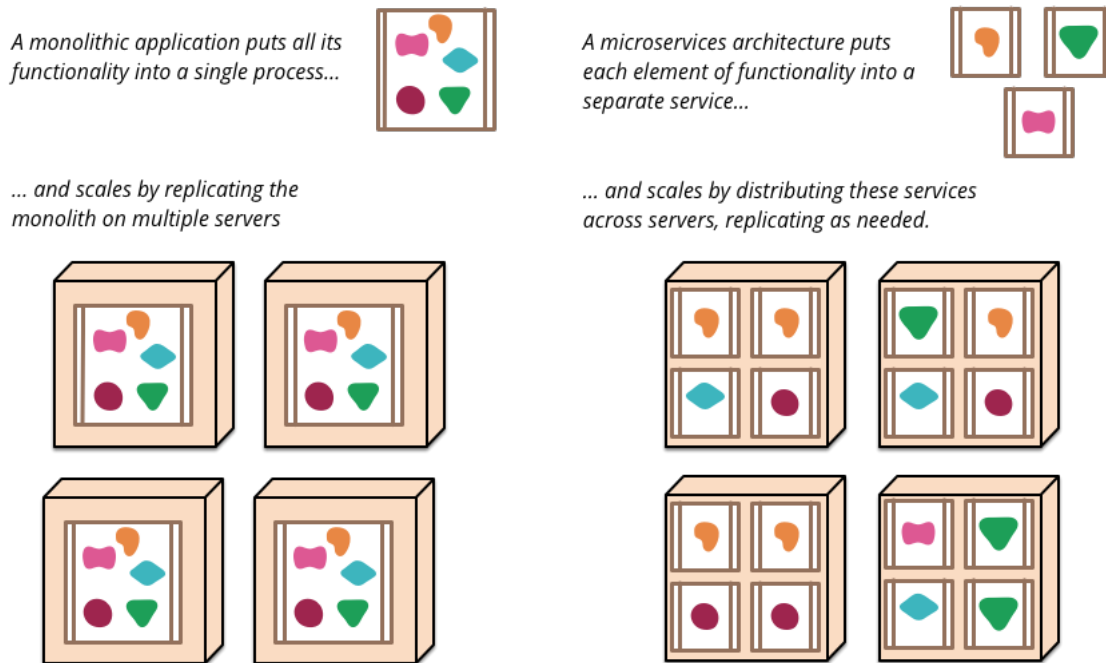 A monolithic application puts all its
functionality into a single process...
... and scales by replicating the
monolith on multiple servers
A microservices architecture puts
each element of functionality into a
separate service...
... and scales by distributing these services
across servers, replicating as needed.